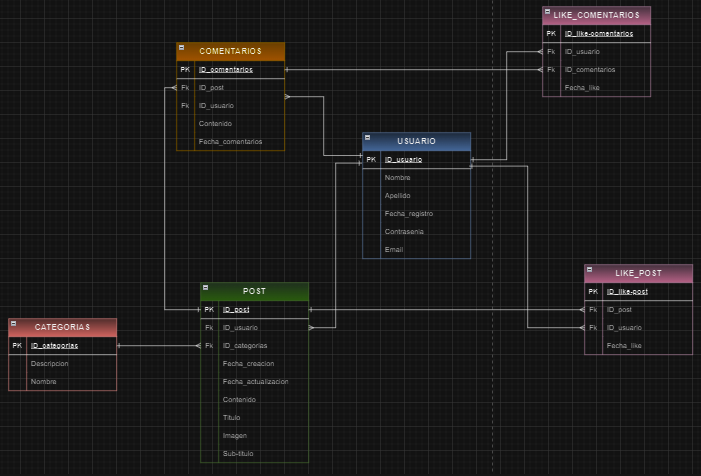 LIKE_COMENTARIOS
PK ID_like-comentarios
Fk ID_usuario
Fk ID_comentarios
Fecha_like
COMENTARIOS
PK ID_comentarios
Fk ID_post
Fk ID_usuario
Contenido
Fecha_comentarios
USUARIO
PK ID_usuario
Nombre
Apellido
Fecha_registro
Contrasenia
Email
LIKE_POST
PK ID_like-post
Fk ID_post
Fk ID_usuario
Fecha_like
POST
PK ID_post
Fk ID_usuario
Fk ID_categorias
Fecha_creacion
Fecha_actualizacion
Contenido
Titulo
Imagen
Sub-titulo
CATEGORIAS
PK ID_categorias
Descripcion
Nombre